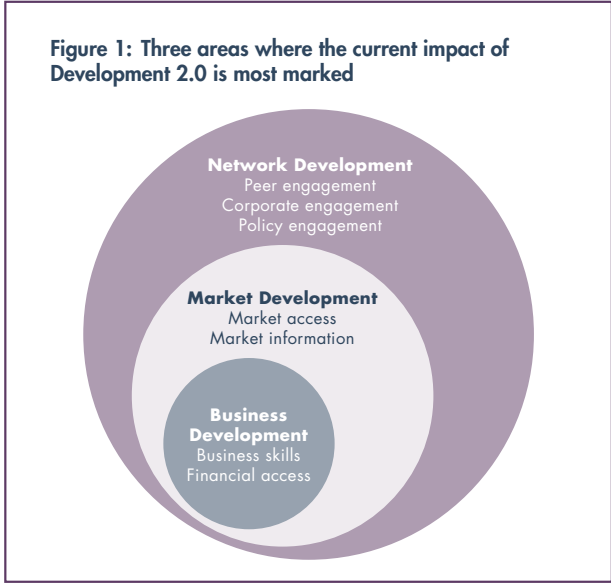 Figure 1: Three areas where the current impact of
Development 2.0 is most marked
Network Development
Peer engagement
Corporate engagement
Policy engagement
Market Development
Market access
Market information
Business
Development
Business skills
Financial access